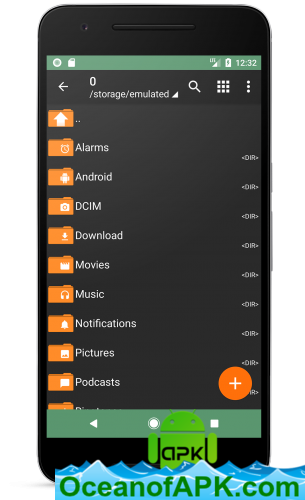 12:32
0
/storage/emulated
..
Alarms
<DIR>
Android
<DIR>
DCIM
<DIR>
Download
<DIR>
Movies
<DIR>
Music
<DIR>
Notifications
<DIR>
Pictures
<DIR>
Podcasts
<DIR>
apk
OceanofAPK.com